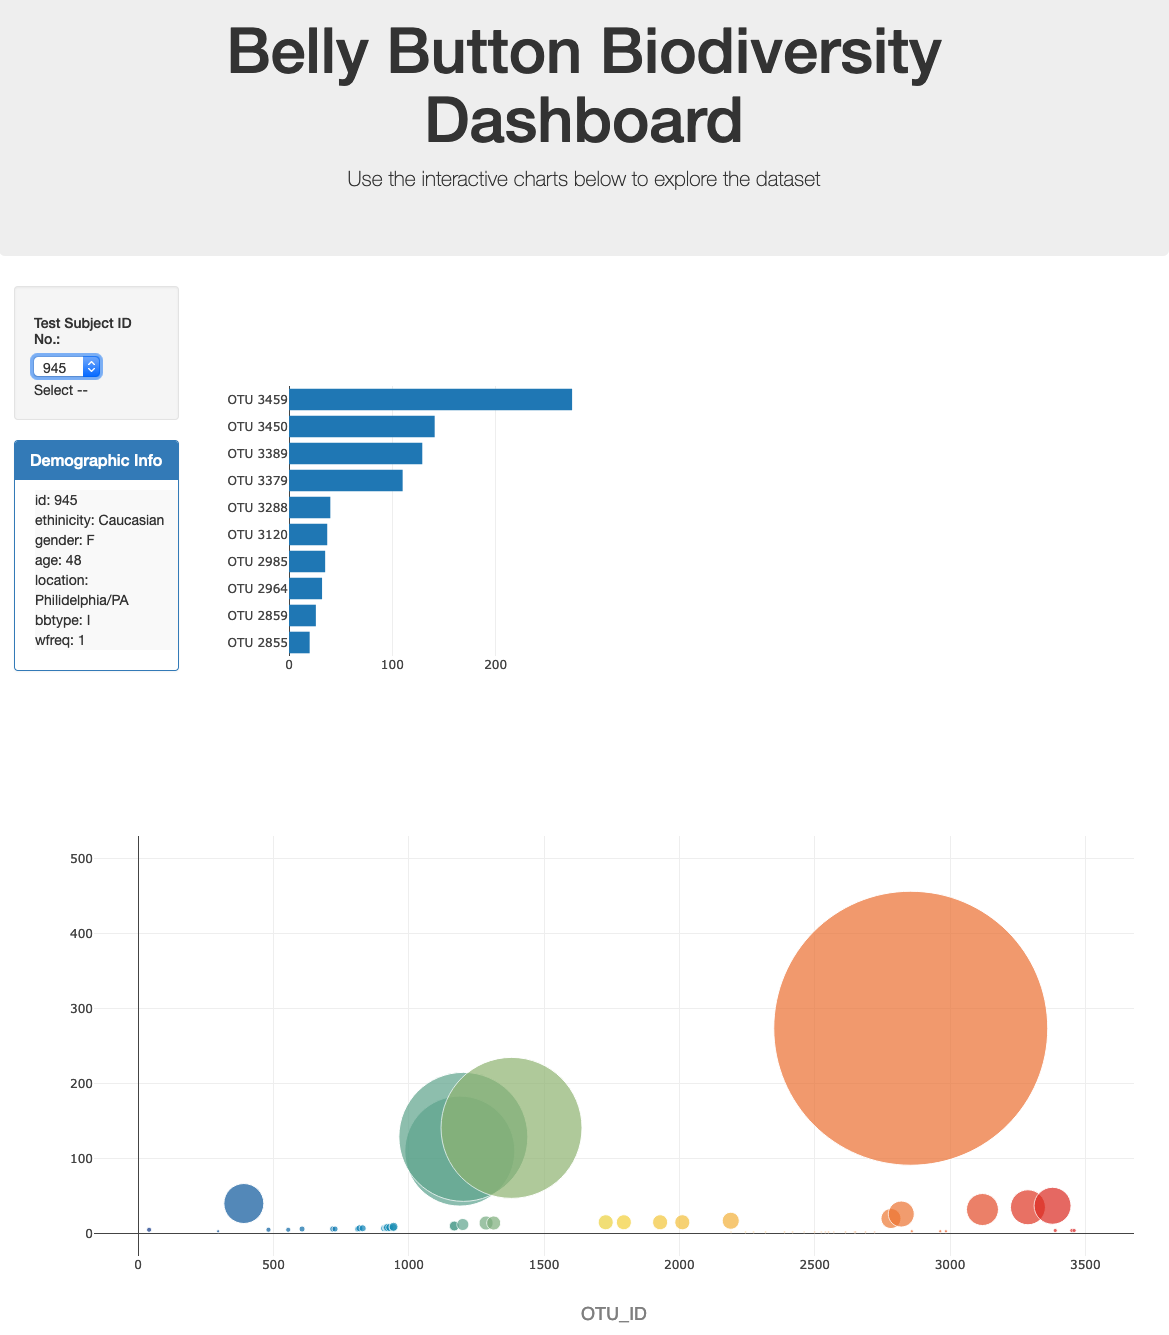 Belly Button Biodiversity
Dashboard
Use the interactive charts below to explore the dataset
Test Subject ID
No.:
945
Select --
Demographic Info
id: 945
ethinicity: Caucasian
gender: F
age: 48
location:
Philidelphia/PA
bbtype: I
wfreq: 1
OTU 3459
OTU 3450
OTU 3389
OTU 3379
OTU 3288
OTU 3120
OTU 2985
OTU 2964
OTU 2859
OTU 2855
0 100 200
500
400
300
200
100
0
0 500 1000 1500 2000 2500 3000 3500
OTU_ID